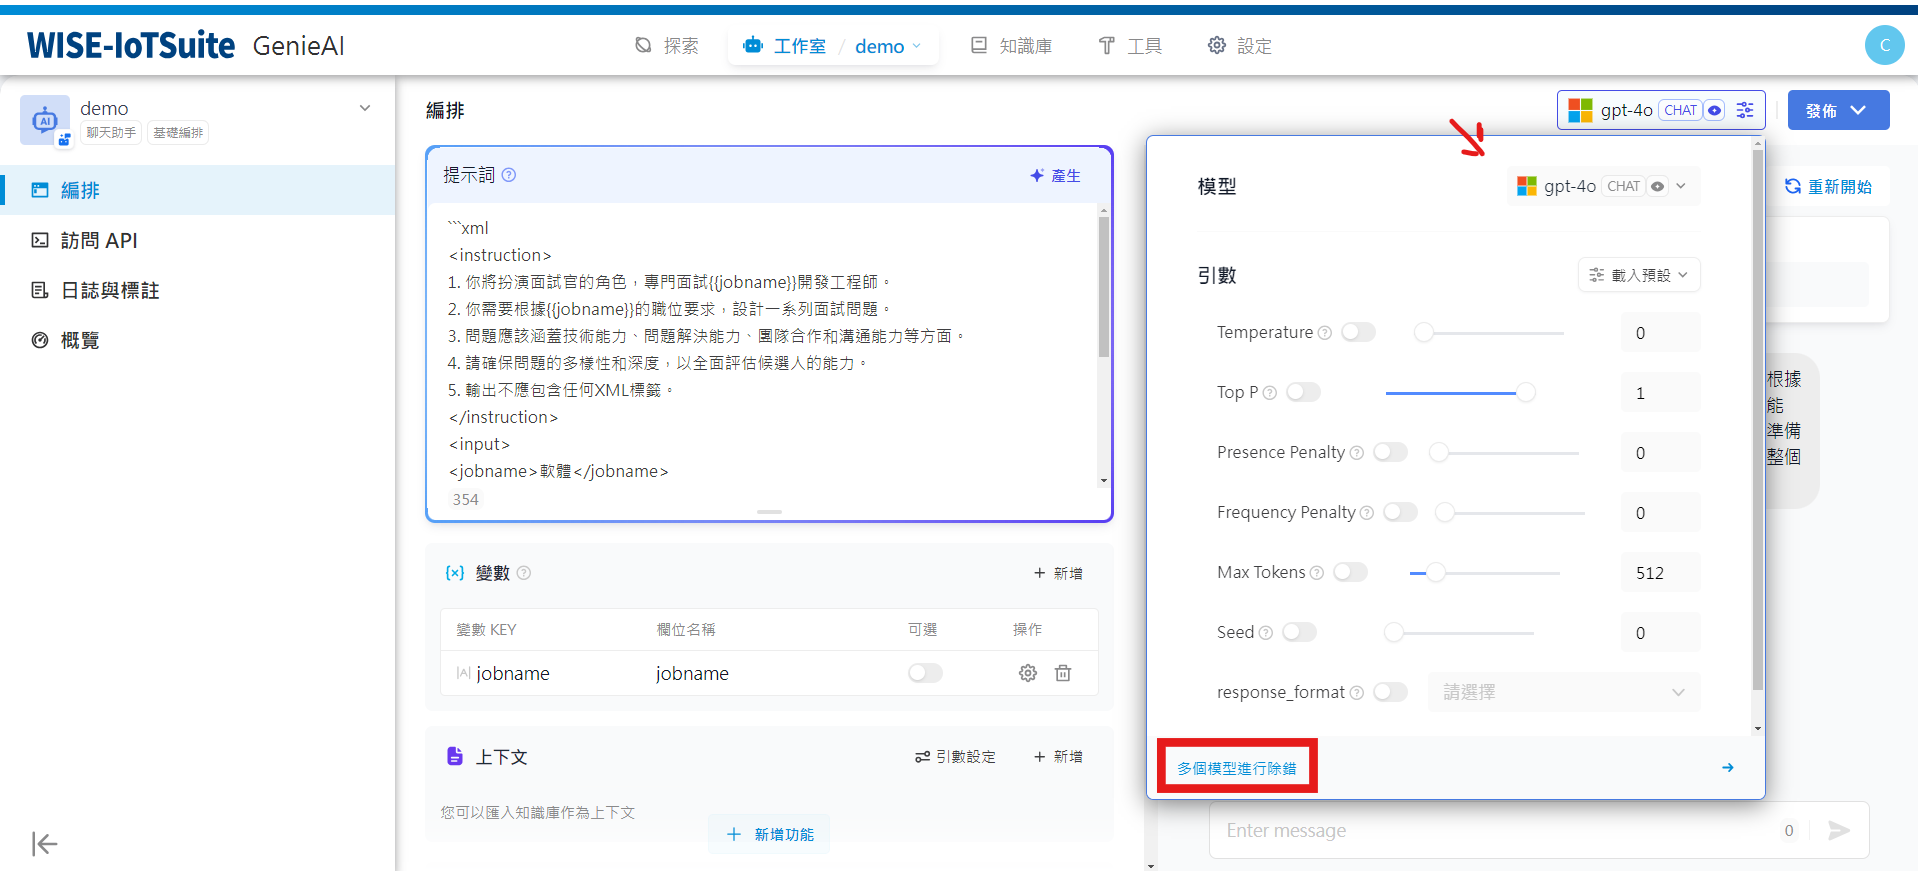 WISE-IoTSuite GenieAI
探索
工作室 / demo
知識庫
工具
設定
C
demo
聊天助手 基礎編排
編排
訪問 API
日誌與標註
概覽
編排
gpt-4o CHAT
發佈
提示詞
產生
```xml
<instruction>
1. 你將扮演面試官的角色，專門面試{{jobname}}開發工程師。
2. 你需要根據{{jobname}}的職位要求，設計一系列面試問題。
3. 問題應該涵蓋技術能力、問題解決能力、團隊合作和溝通能力等方面。
4. 請確保問題的多樣性和深度，以全面評估候選人的能力。
5. 輸出不應包含任何XML標籤。
</instruction>
<input>
<jobname>軟體</jobname>
354
{x} 變數
+ 新增
變數 KEY 欄位名稱 可選 操作
jobname jobname
上下文
引數設定
+ 新增
您可以匯入知識庫作為上下文
+ 新增功能
模型
gpt-4o CHAT
引數
載入預設
Temperature 0
Top P 1
Presence Penalty 0
Frequency Penalty 0
Max Tokens 512
Seed 0
response_format 請選擇
多個模型進行除錯
重新開始
根據
能
準備
整個
Enter message
0